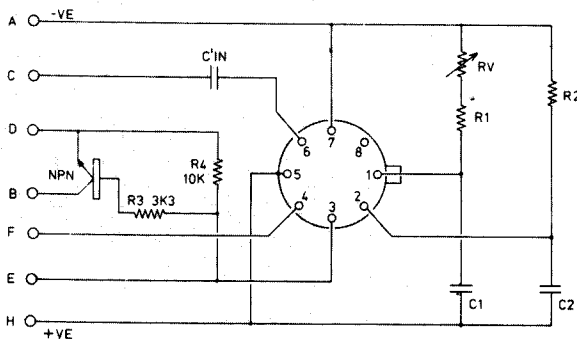 A -VE
C C'IN
D
B NPN
R3 3K3
R4
10K
F
E
H +VE
6 7 8
5 1
4 3 2
RV
R1
R2
C1 C2